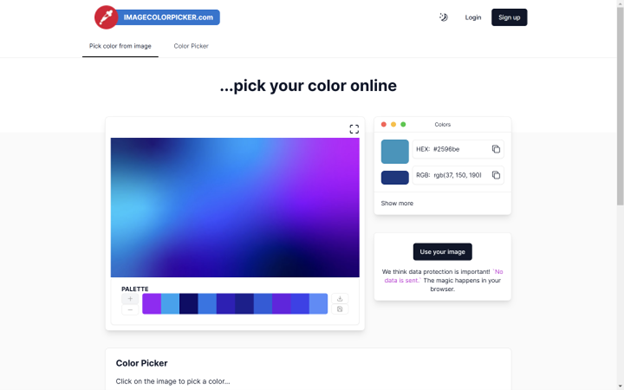 IMAGECOLORPICKER.com
Login
Sign up
Pick color from image
Color Picker
...pick your color online
Colors
HEX: #2596be
RGB: rgb(37, 150, 190)
Show more
Use your image
We think data protection is important! `No
data is sent.` The magic happens in your
browser.
PALETTE
+
−
Color Picker
Click on the image to pick a color...